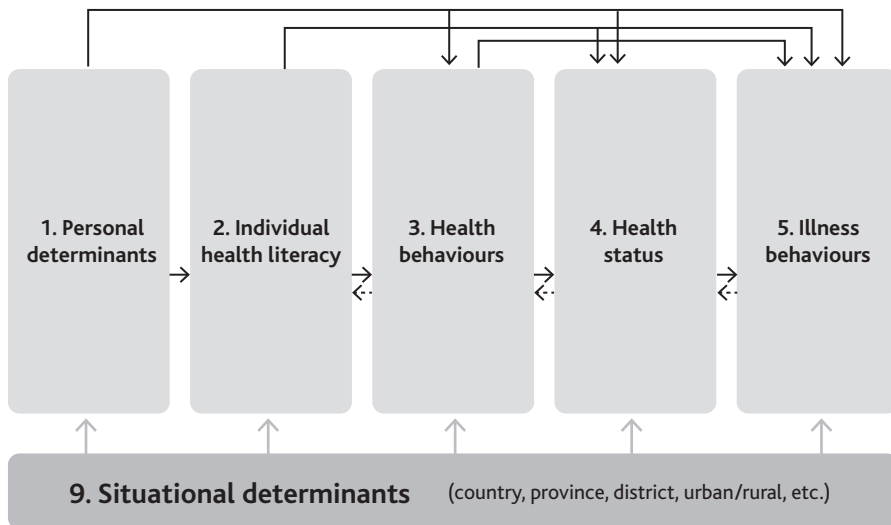 1. Personal
determinants
2. Individual
health literacy
3. Health
behaviours
4. Health
status
5. Illness
behaviours
9. Situational determinants (country, province, district, urban/rural, etc.)